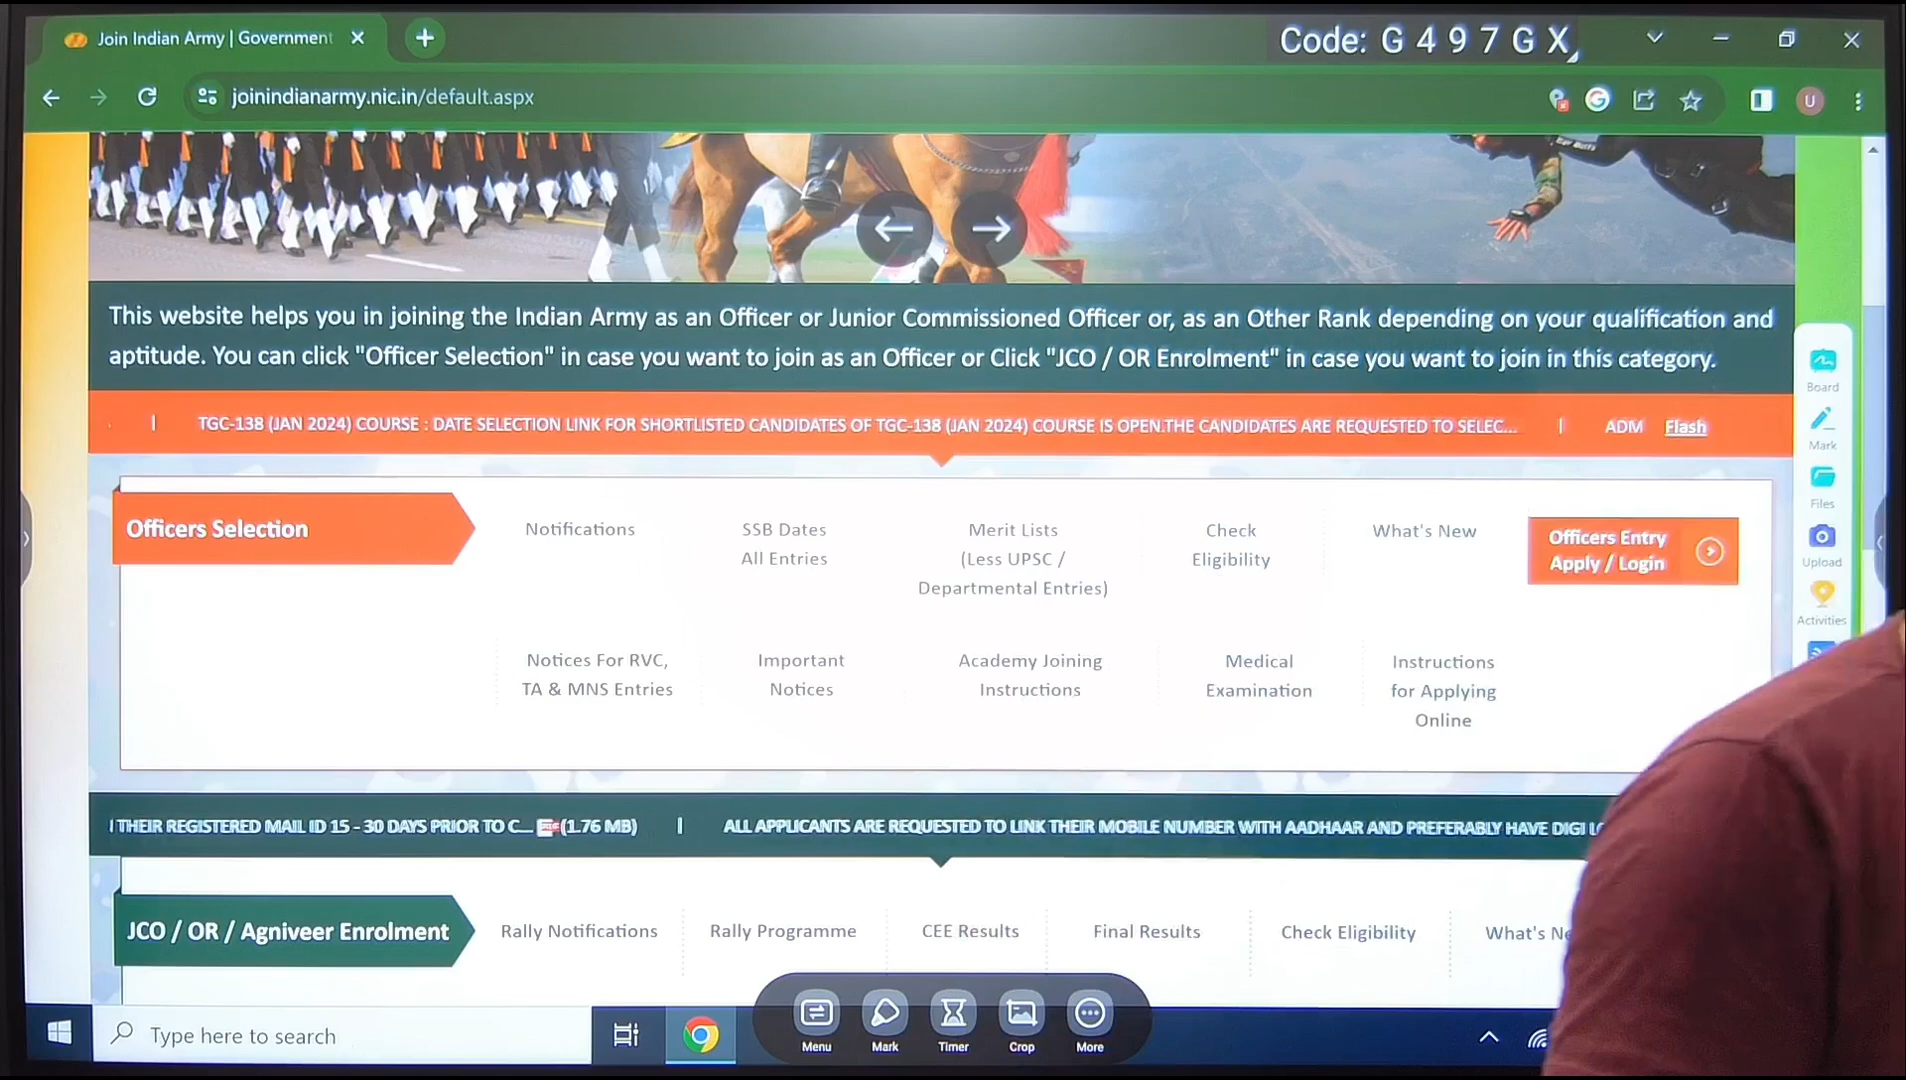 Join Indian Army | Government
Code: G 4 9 7 G X
joinindianarmy.nic.in/default.aspx
U
This website helps you in joining the Indian Army as an Officer or Junior Commissioned Officer or, as an Other Rank depending on your qualification and
aptitude. You can click "Officer Selection" in case you want to join as an Officer or Click "JCO / OR Enrolment" in case you want to join in this category.
| TGC-138 (JAN 2024) COURSE : DATE SELECTION LINK FOR SHORTLISTED CANDIDATES OF TGC-138 (JAN 2024) COURSE IS OPEN.THE CANDIDATES ARE REQUESTED TO SELEC... | ADM Flash
Officers Selection
Notifications
SSB Dates
All Entries
Merit Lists
(Less UPSC /
Departmental Entries)
Check
Eligibility
What's New
Officers Entry
Apply / Login
Notices For RVC,
TA & MNS Entries
Important
Notices
Academy Joining
Instructions
Medical
Examination
Instructions
for Applying
Online
THEIR REGISTERED MAIL ID 15 - 30 DAYS PRIOR TO C... (1.76 MB) | ALL APPLICANTS ARE REQUESTED TO LINK THEIR MOBILE NUMBER WITH AADHAAR AND PREFERABLY HAVE DIGI
JCO / OR / Agniveer Enrolment
Rally Notifications
Rally Programme
CEE Results
Final Results
Check Eligibility
What's Ne
Board
Mark
Files
Upload
Activities
Type here to search
Menu
Mark
Timer
Crop
More